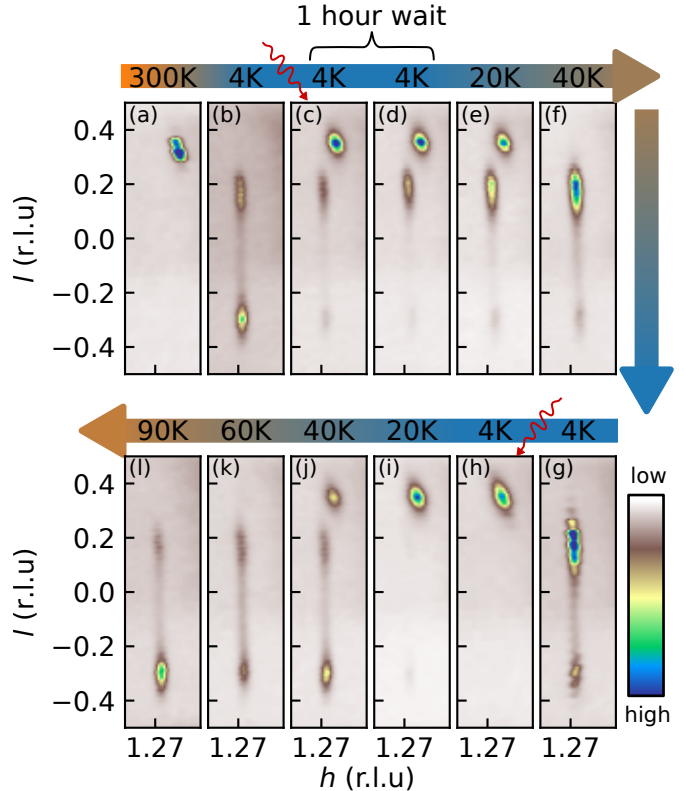 1 hour wait
300K 4K 4K 4K 20K 40K
(a) (b) (c) (d) (e) (f)
0.4
0.2
0.0
−0.2
−0.4
l (r.l.u)
90K 60K 40K 20K 4K 4K
(l) (k) (j) (i) (h) (g)
0.4
0.2
0.0
−0.2
−0.4
l (r.l.u)
low
high
1.27 1.27 1.27 1.27 1.27 1.27
h (r.l.u)